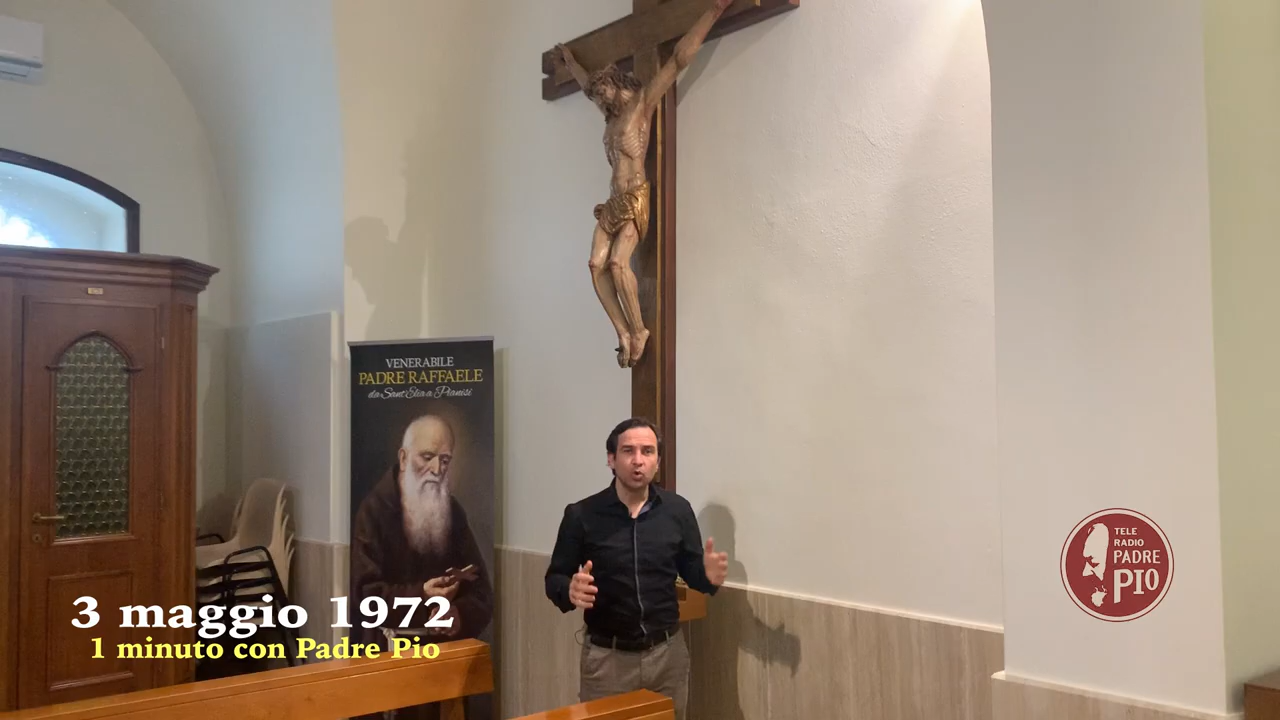 VENERABILE
PADRE RAFFAELE
da Sant'Elia a Pianisi
3 maggio 1972
1 minuto con Padre Pio
TELE
RADIO
PADRE
PIO